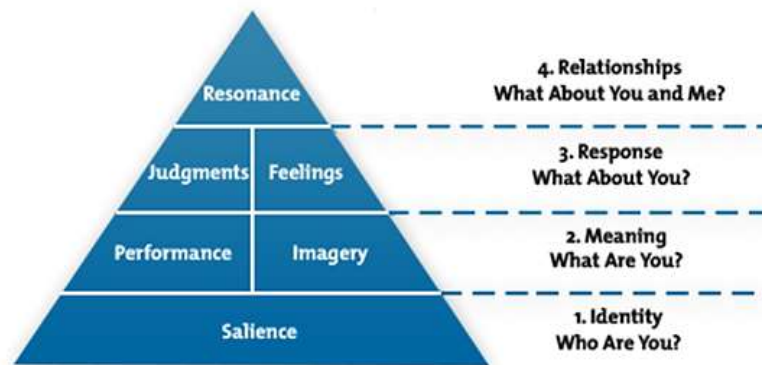 Resonance
4. Relationships
What About You and Me?
Judgments Feelings
3. Response
What About You?
Performance Imagery
2. Meaning
What Are You?
Salience
1. Identity
Who Are You?